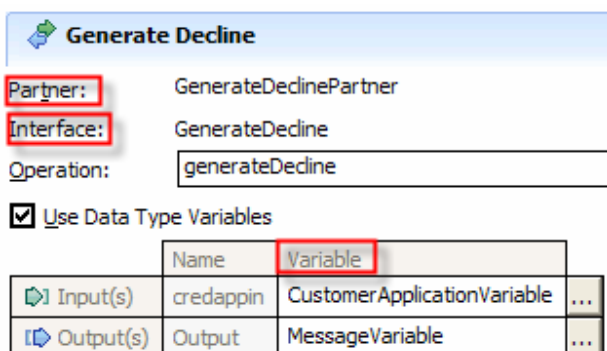 Generate Decline
Partner: GenerateDeclinePartner
Interface: GenerateDecline
Operation: generateDecline
Use Data Type Variables
Name Variable
Input(s) credappin CustomerApplicationVariable ...
Output(s) Output MessageVariable ...